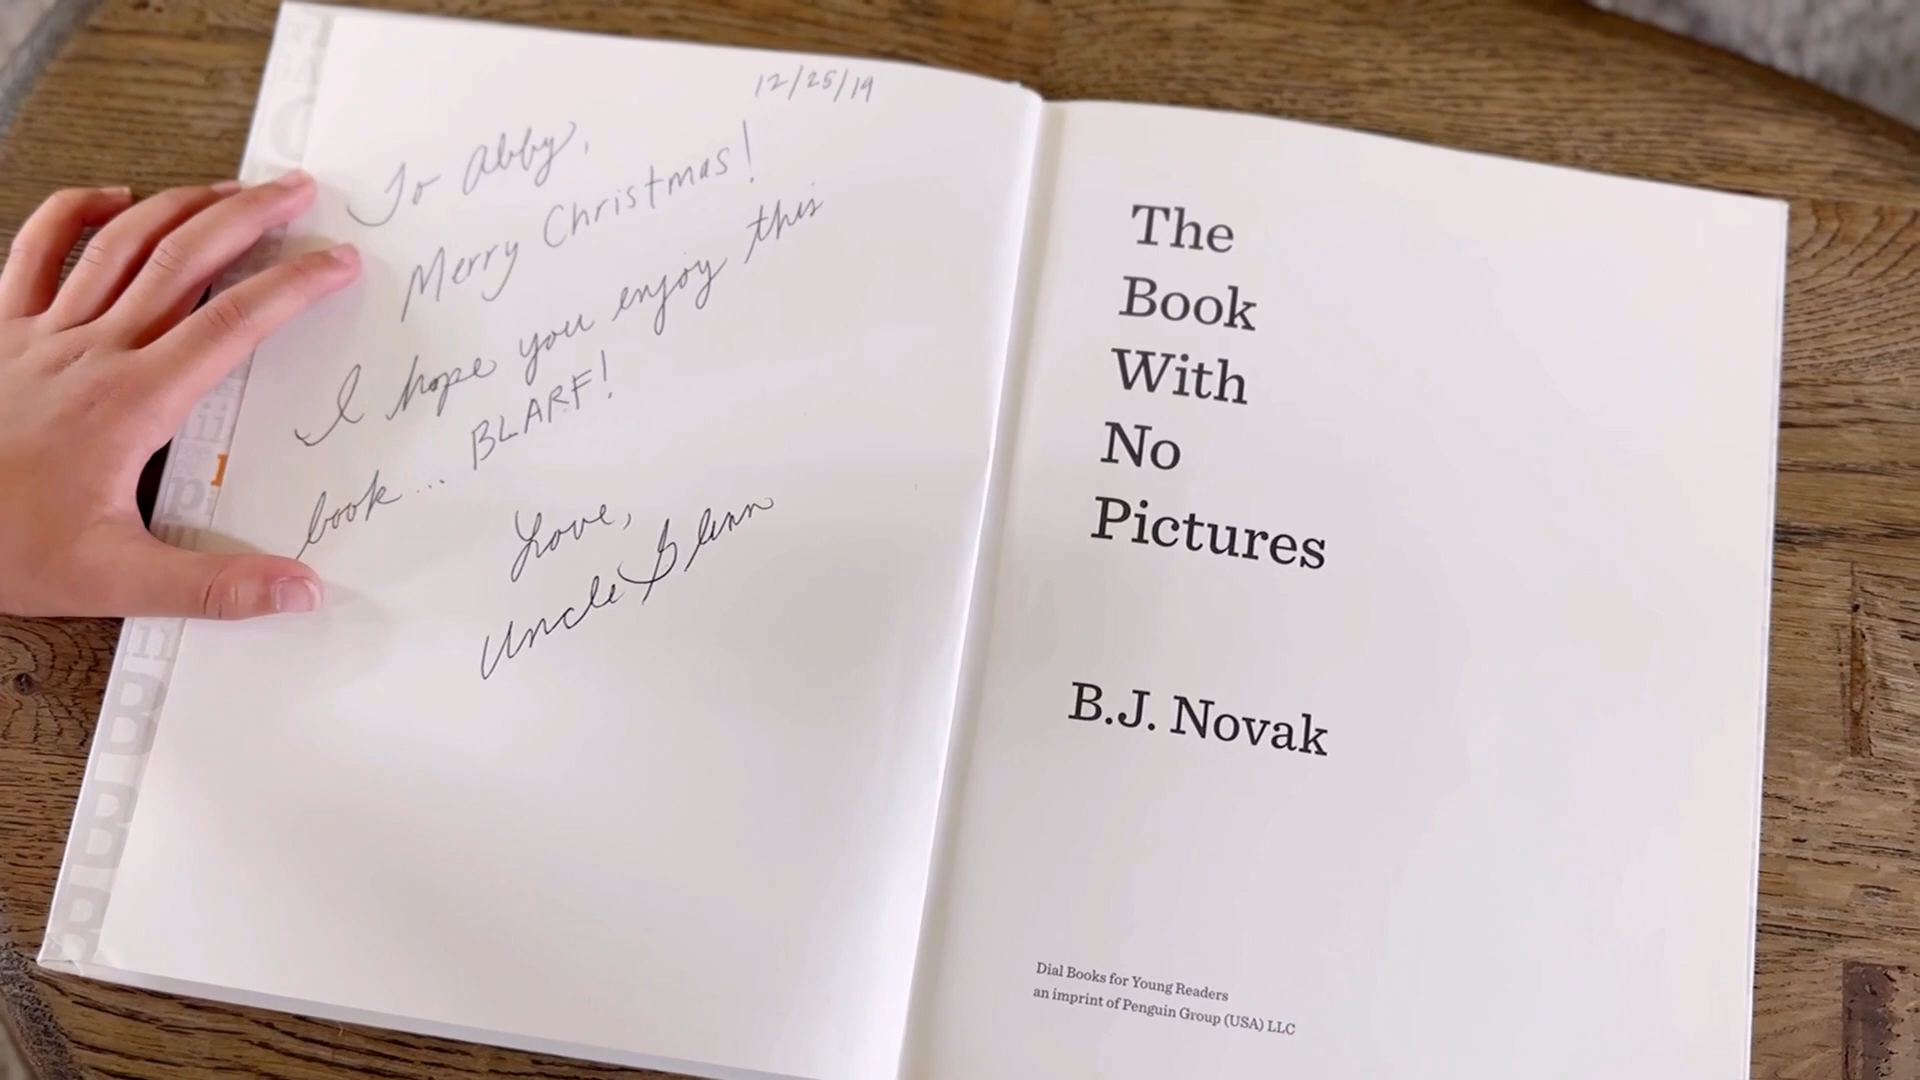 12/25/19
To Abby,
Merry Christmas!
I hope you enjoy this
book... BLARF!
Love,
Uncle Glenn
The
Book
With
No
Pictures
B.J. Novak
Dial Books for Young Readers
an imprint of Penguin Group (USA) LLC